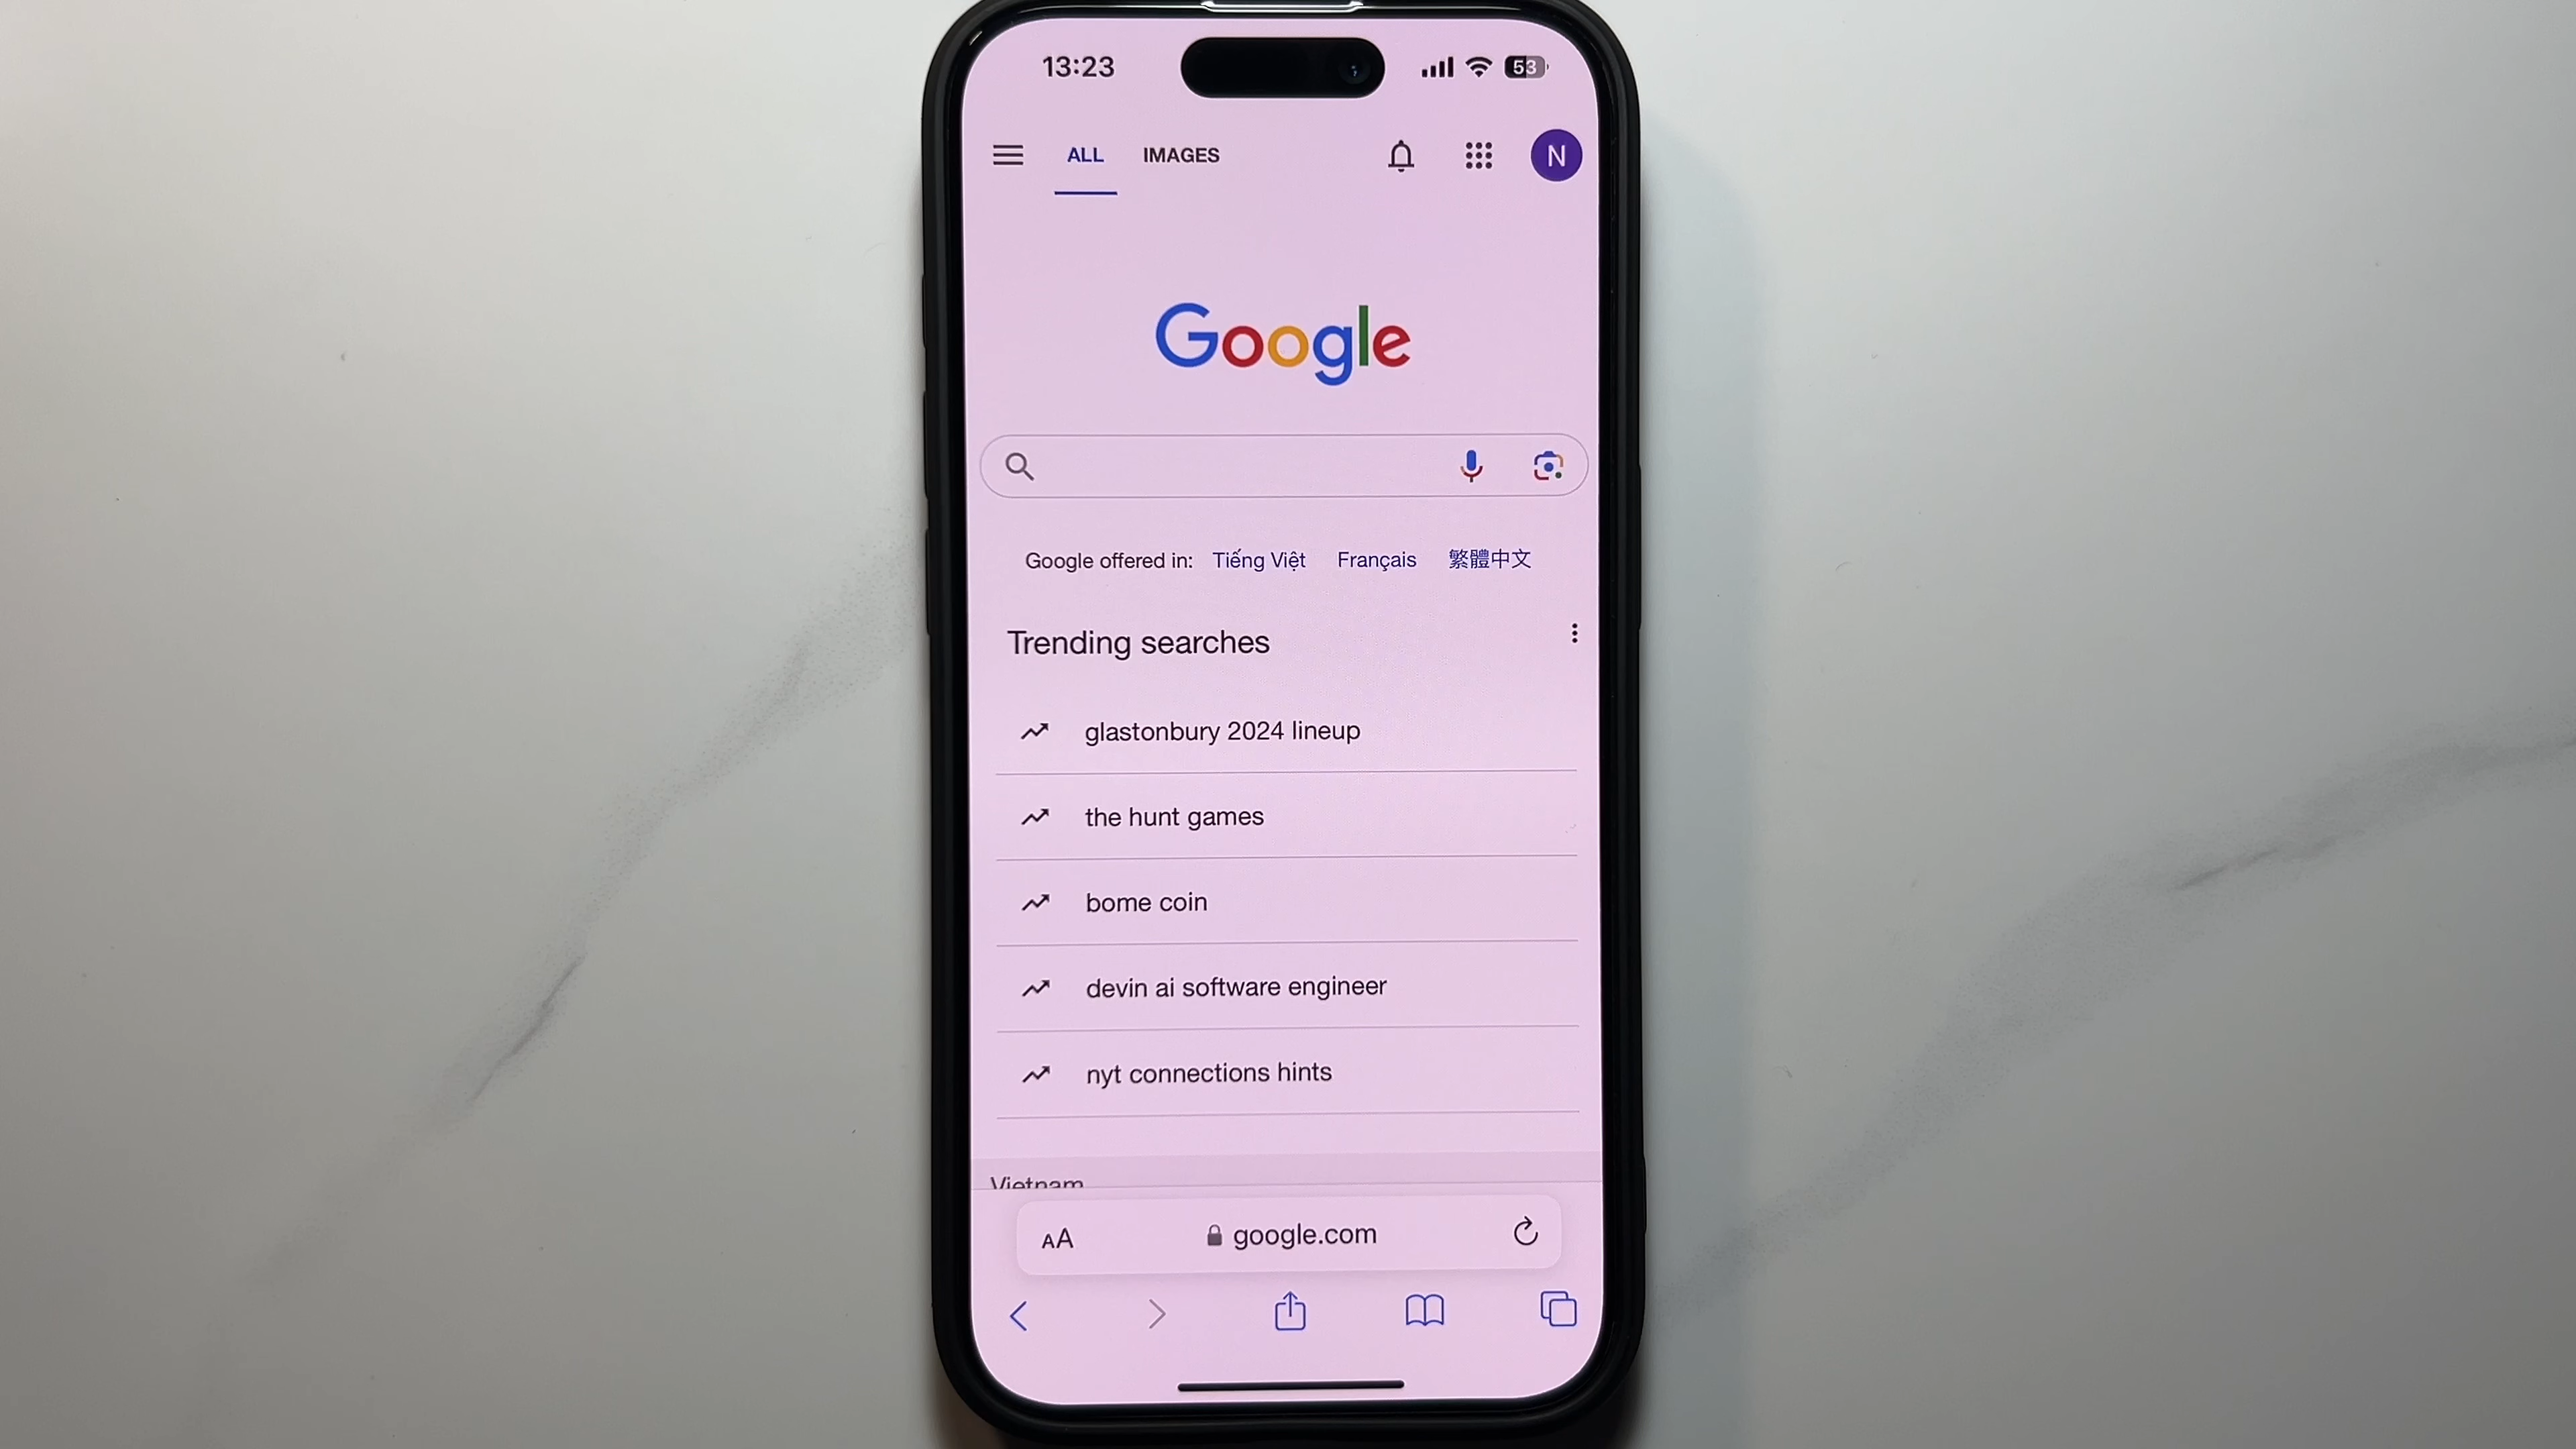 13:23
53
ALL IMAGES
N
Google
Google offered in: Tiếng Việt Français 繁體中文
Trending searches
glastonbury 2024 lineup
the hunt games
bome coin
devin ai software engineer
nyt connections hints
Vietnam
AA google.com